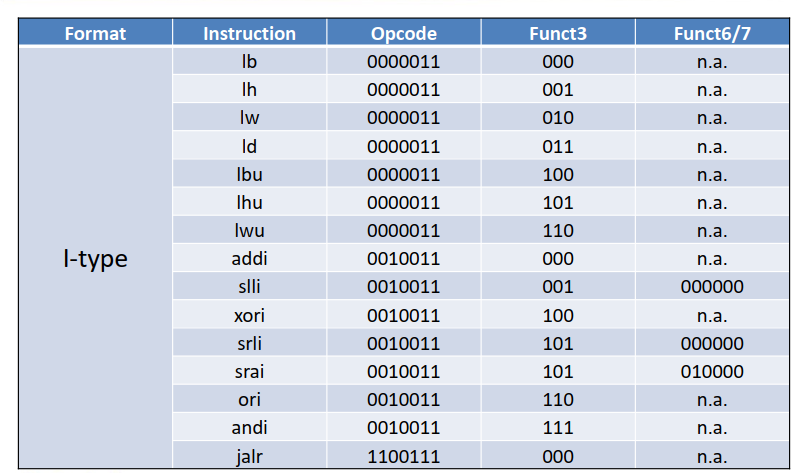 Format Instruction Opcode Funct3 Funct6/7
lb 0000011 000 n.a.
lh 0000011 001 n.a.
lw 0000011 010 n.a.
ld 0000011 011 n.a.
lbu 0000011 100 n.a.
lhu 0000011 101 n.a.
lwu 0000011 110 n.a.
I-type addi 0010011 000 n.a.
slli 0010011 001 000000
xori 0010011 100 n.a.
srli 0010011 101 000000
srai 0010011 101 010000
ori 0010011 110 n.a.
andi 0010011 111 n.a.
jalr 1100111 000 n.a.